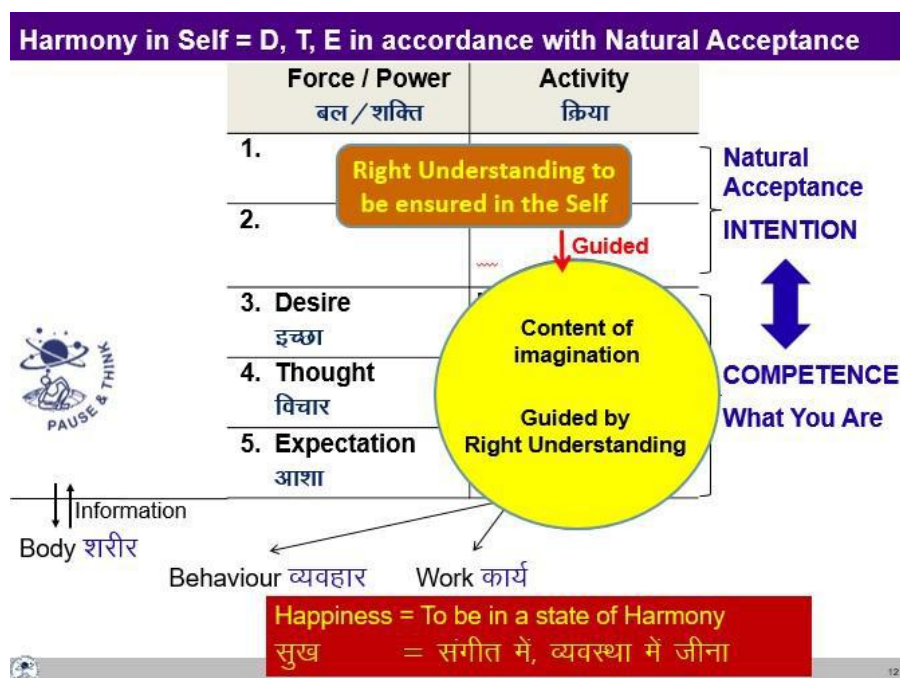 Harmony in Self = D, T, E in accordance with Natural Acceptance
Force / Power
बल / शक्ति
Activity
क्रिया
1.
Right Understanding to
be ensured in the Self
Natural
Acceptance
INTENTION
2.
Guided
3. Desire
इच्छा
4. Thought
विचार
5. Expectation
आशा
Content of
imagination
Guided by
Right Understanding
COMPETENCE
What You Are
PAUSE & THINK
Information
Body शरीर
Behaviour व्यवहार
Work कार्य
Happiness = To be in a state of Harmony
सुख = संगीत में, व्यवस्था में जीना
12